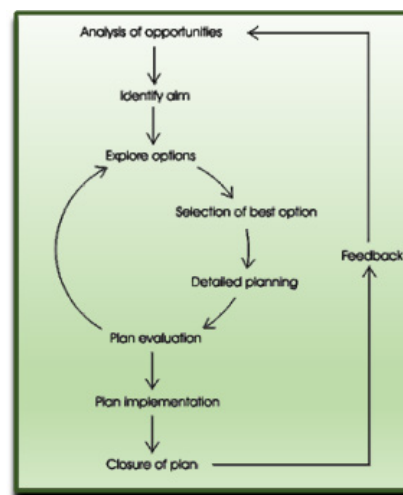 Analysis of opportunities
Identify aim
Explore options
Selection of best option
Detailed planning
Feedback
Plan evaluation
Plan implementation
Closure of plan